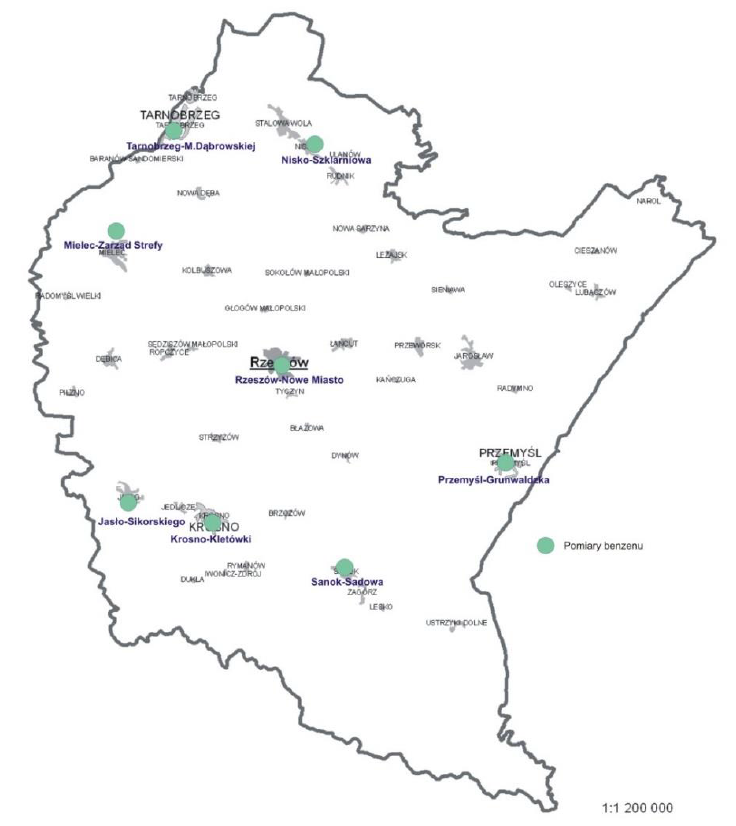 TARNOBRZEG
TARNOBRZEG
STALOWA WOLA
Tarnobrzeg-M.Dąbrowskiej
ULANÓW
BARANÓW SANDOMIERSKI
Nisko-Szklarniowa
RUDNIK
NOWA DĘBA
NAROL
NOWA SARZYNA
Mielec-Zarząd Strefy
MIELEC
CIESZANÓW
LEŻAJSK
KOLBUSZOWA
SOKOŁÓW MAŁOPOLSKI
OLESZYCE
SIENIAWA
LUBACZÓW
RADOMYŚL WIELKI
GŁOGÓW MAŁOPOLSKI
SĘDZISZÓW MAŁOPOLSKI
ŁAŃCUT
PRZEWORSK
ROPCZYCE
JAROSŁAW
DĘBICA
Rzeszów
Rzeszów-Nowe Miasto
KAŃCZUGA
RADYMNO
PILZNO
TYCZYN
BŁAŻOWA
STRZYŻÓW
PRZEMYŚL
DYNÓW
Przemyśl-Grunwaldzka
JEDLICZE
BRZOZÓW
KROSNO
Jasło-Sikorskiego
KROSNO
Krosno-Kletówki
Pomiary benzenu
RYMANÓW
IWONICZ-ZDRÓJ
DUKLA
Sanok-Sadowa
ZAGÓRZ
LESKO
USTRZYKI DOLNE
1:1 200 000